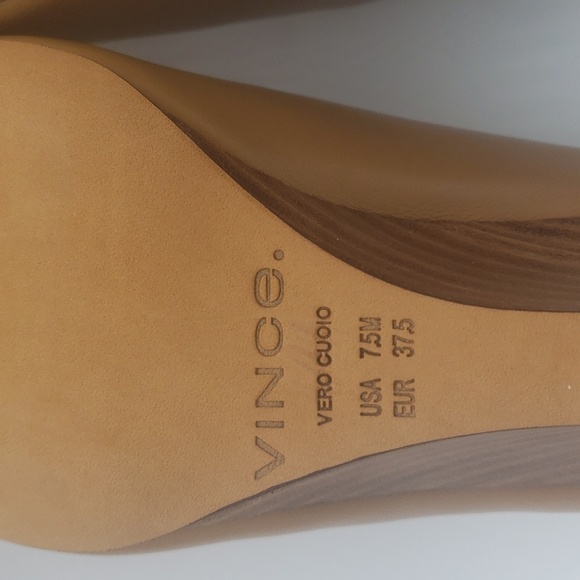 VINCe.
VERO CUOIO
USA 7.5M
EUR 37.5